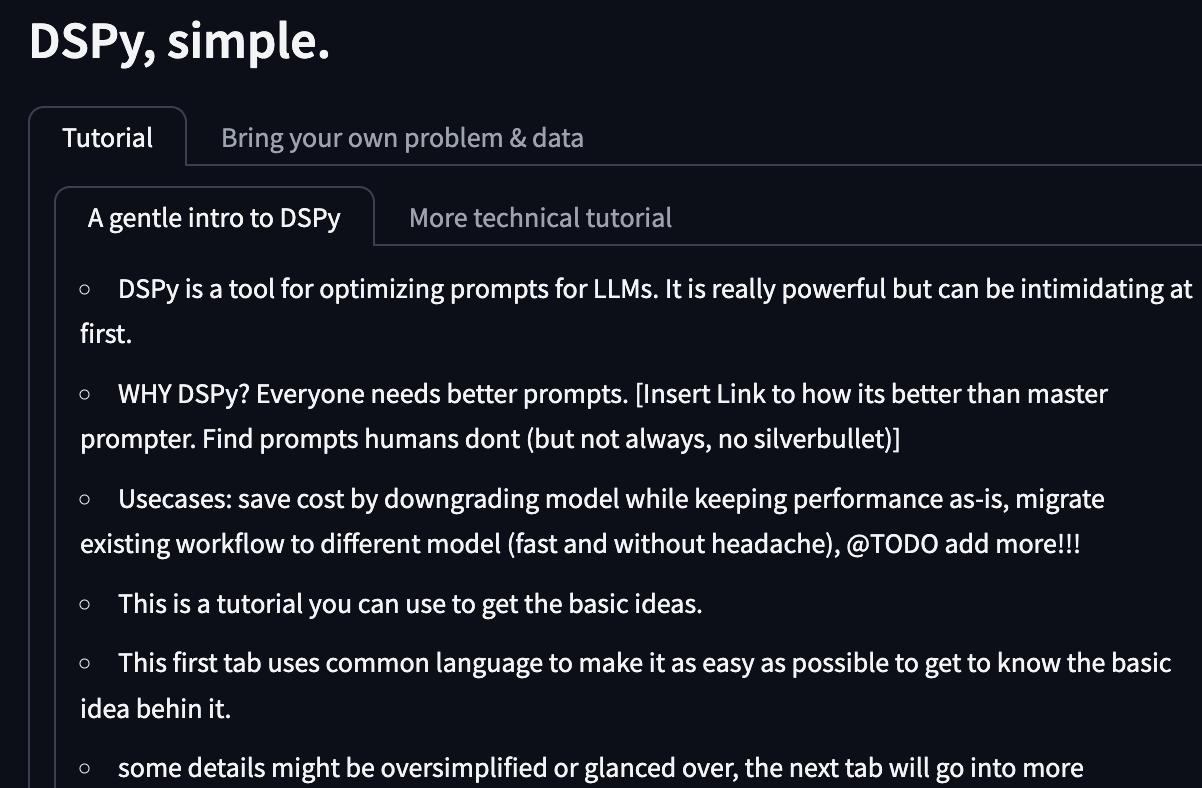 DSPy, simple.
Tutorial
Bring your own problem & data
A gentle intro to DSPy
More technical tutorial
DSPy is a tool for optimizing prompts for LLMs. It is really powerful but can be intimidating at
first.
WHY DSPy? Everyone needs better prompts. [Insert Link to how its better than master
prompter. Find prompts humans dont (but not always, no silverbullet)]
Usecases: save cost by downgrading model while keeping performance as-is, migrate
existing workflow to different model (fast and without headache), @TODO add more!!!
This is a tutorial you can use to get the basic ideas.
This first tab uses common language to make it as easy as possible to get to know the basic
idea behin it.
some details might be oversimplified or glanced over, the next tab will go into more